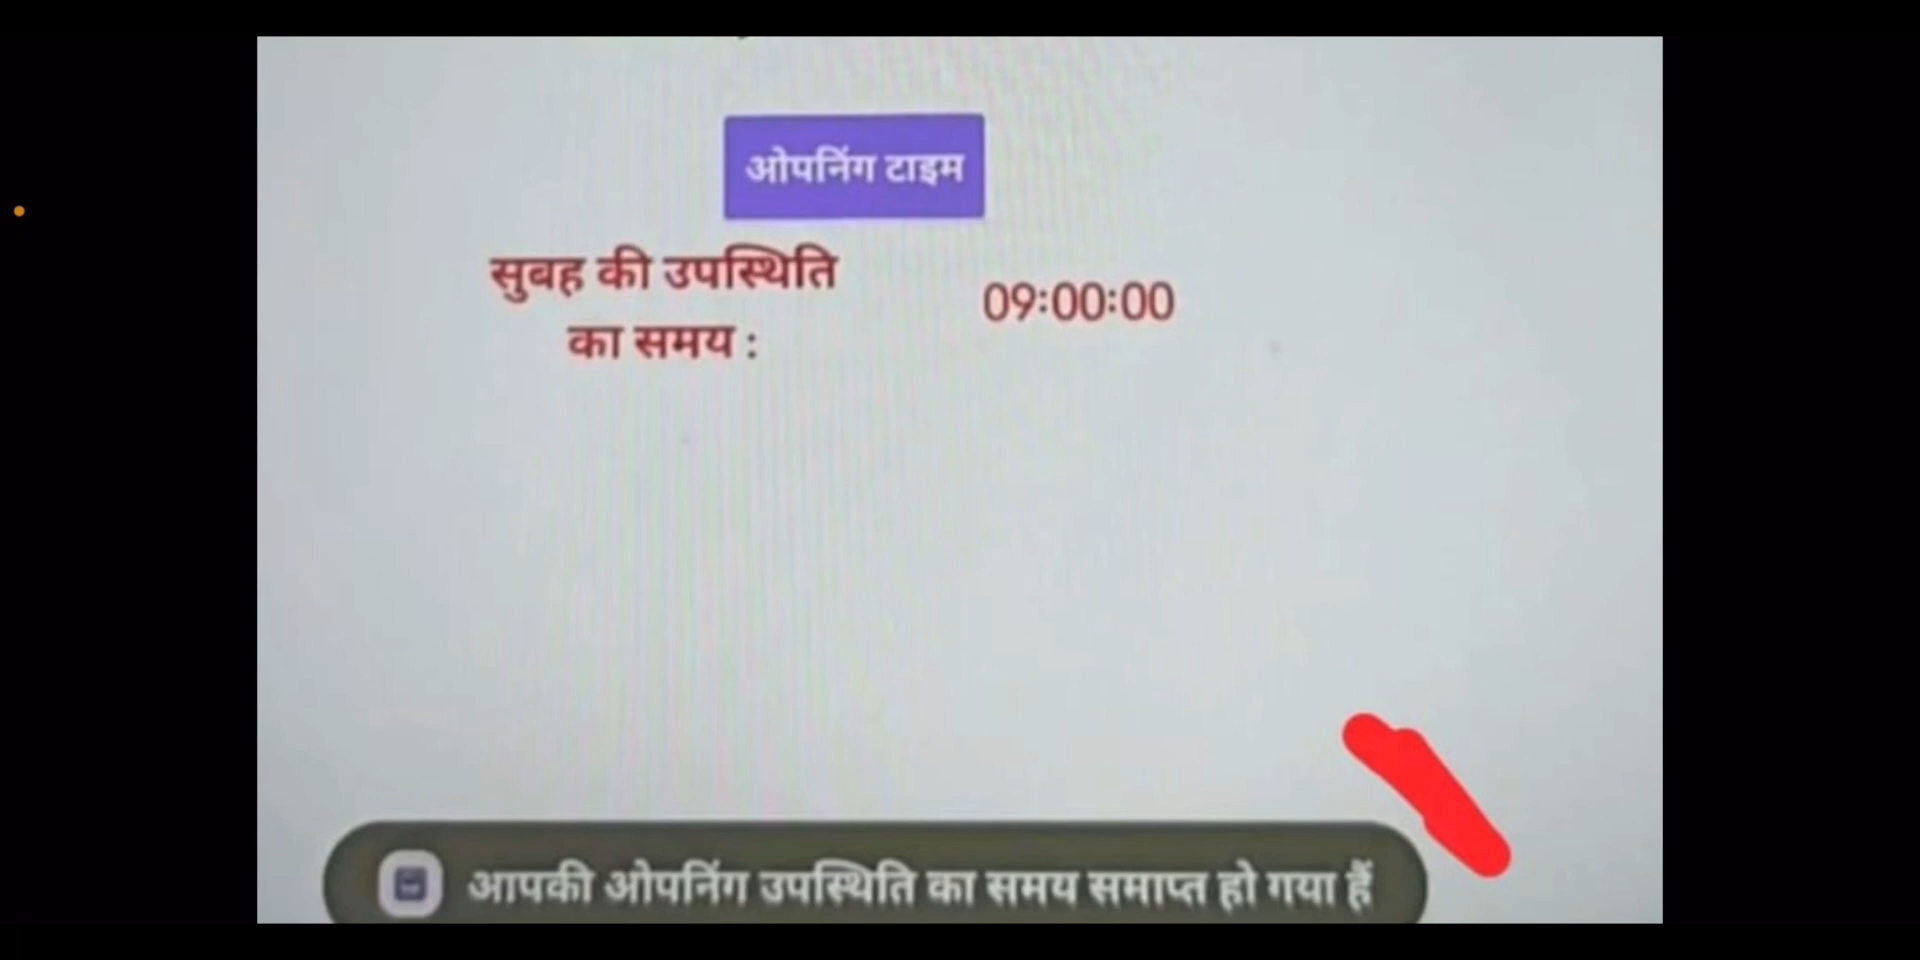 ओपनिंग टाइम
सुबह की उपस्थिति
का समय :
09:00:00
आपकी ओपनिंग उपस्थिति का समय समाप्त हो गया हैं